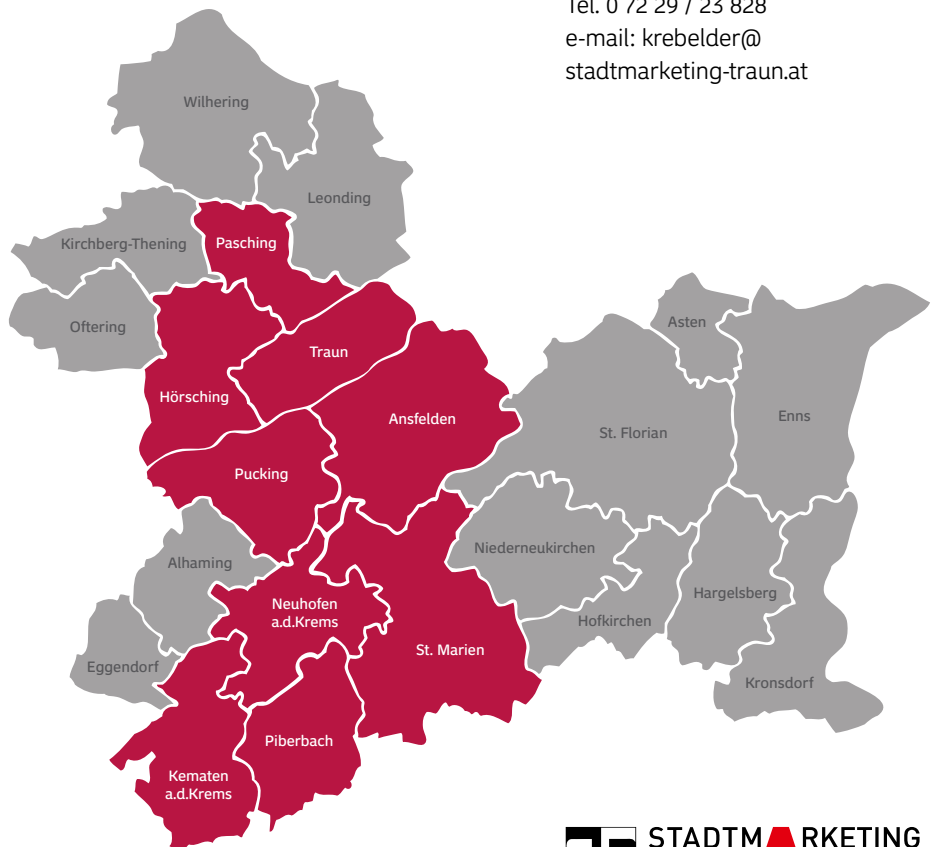 Tel. 0 72 29 / 23 828
e-mail: krebelder@
stadtmarketing-traun.at
Wilhering
Leonding
Kirchberg-Thening
Pasching
Oftering
Asten
Traun
Hörsching
Ansfelden
Enns
St. Florian
Pucking
Niederneukirchen
Alhaming
Hargelsberg
Neuhofen
a.d.Krems
Hofkirchen
St. Marien
Eggendorf
Kronsdorf
Piberbach
Kematen
a.d.Krems
STADTMARKETING